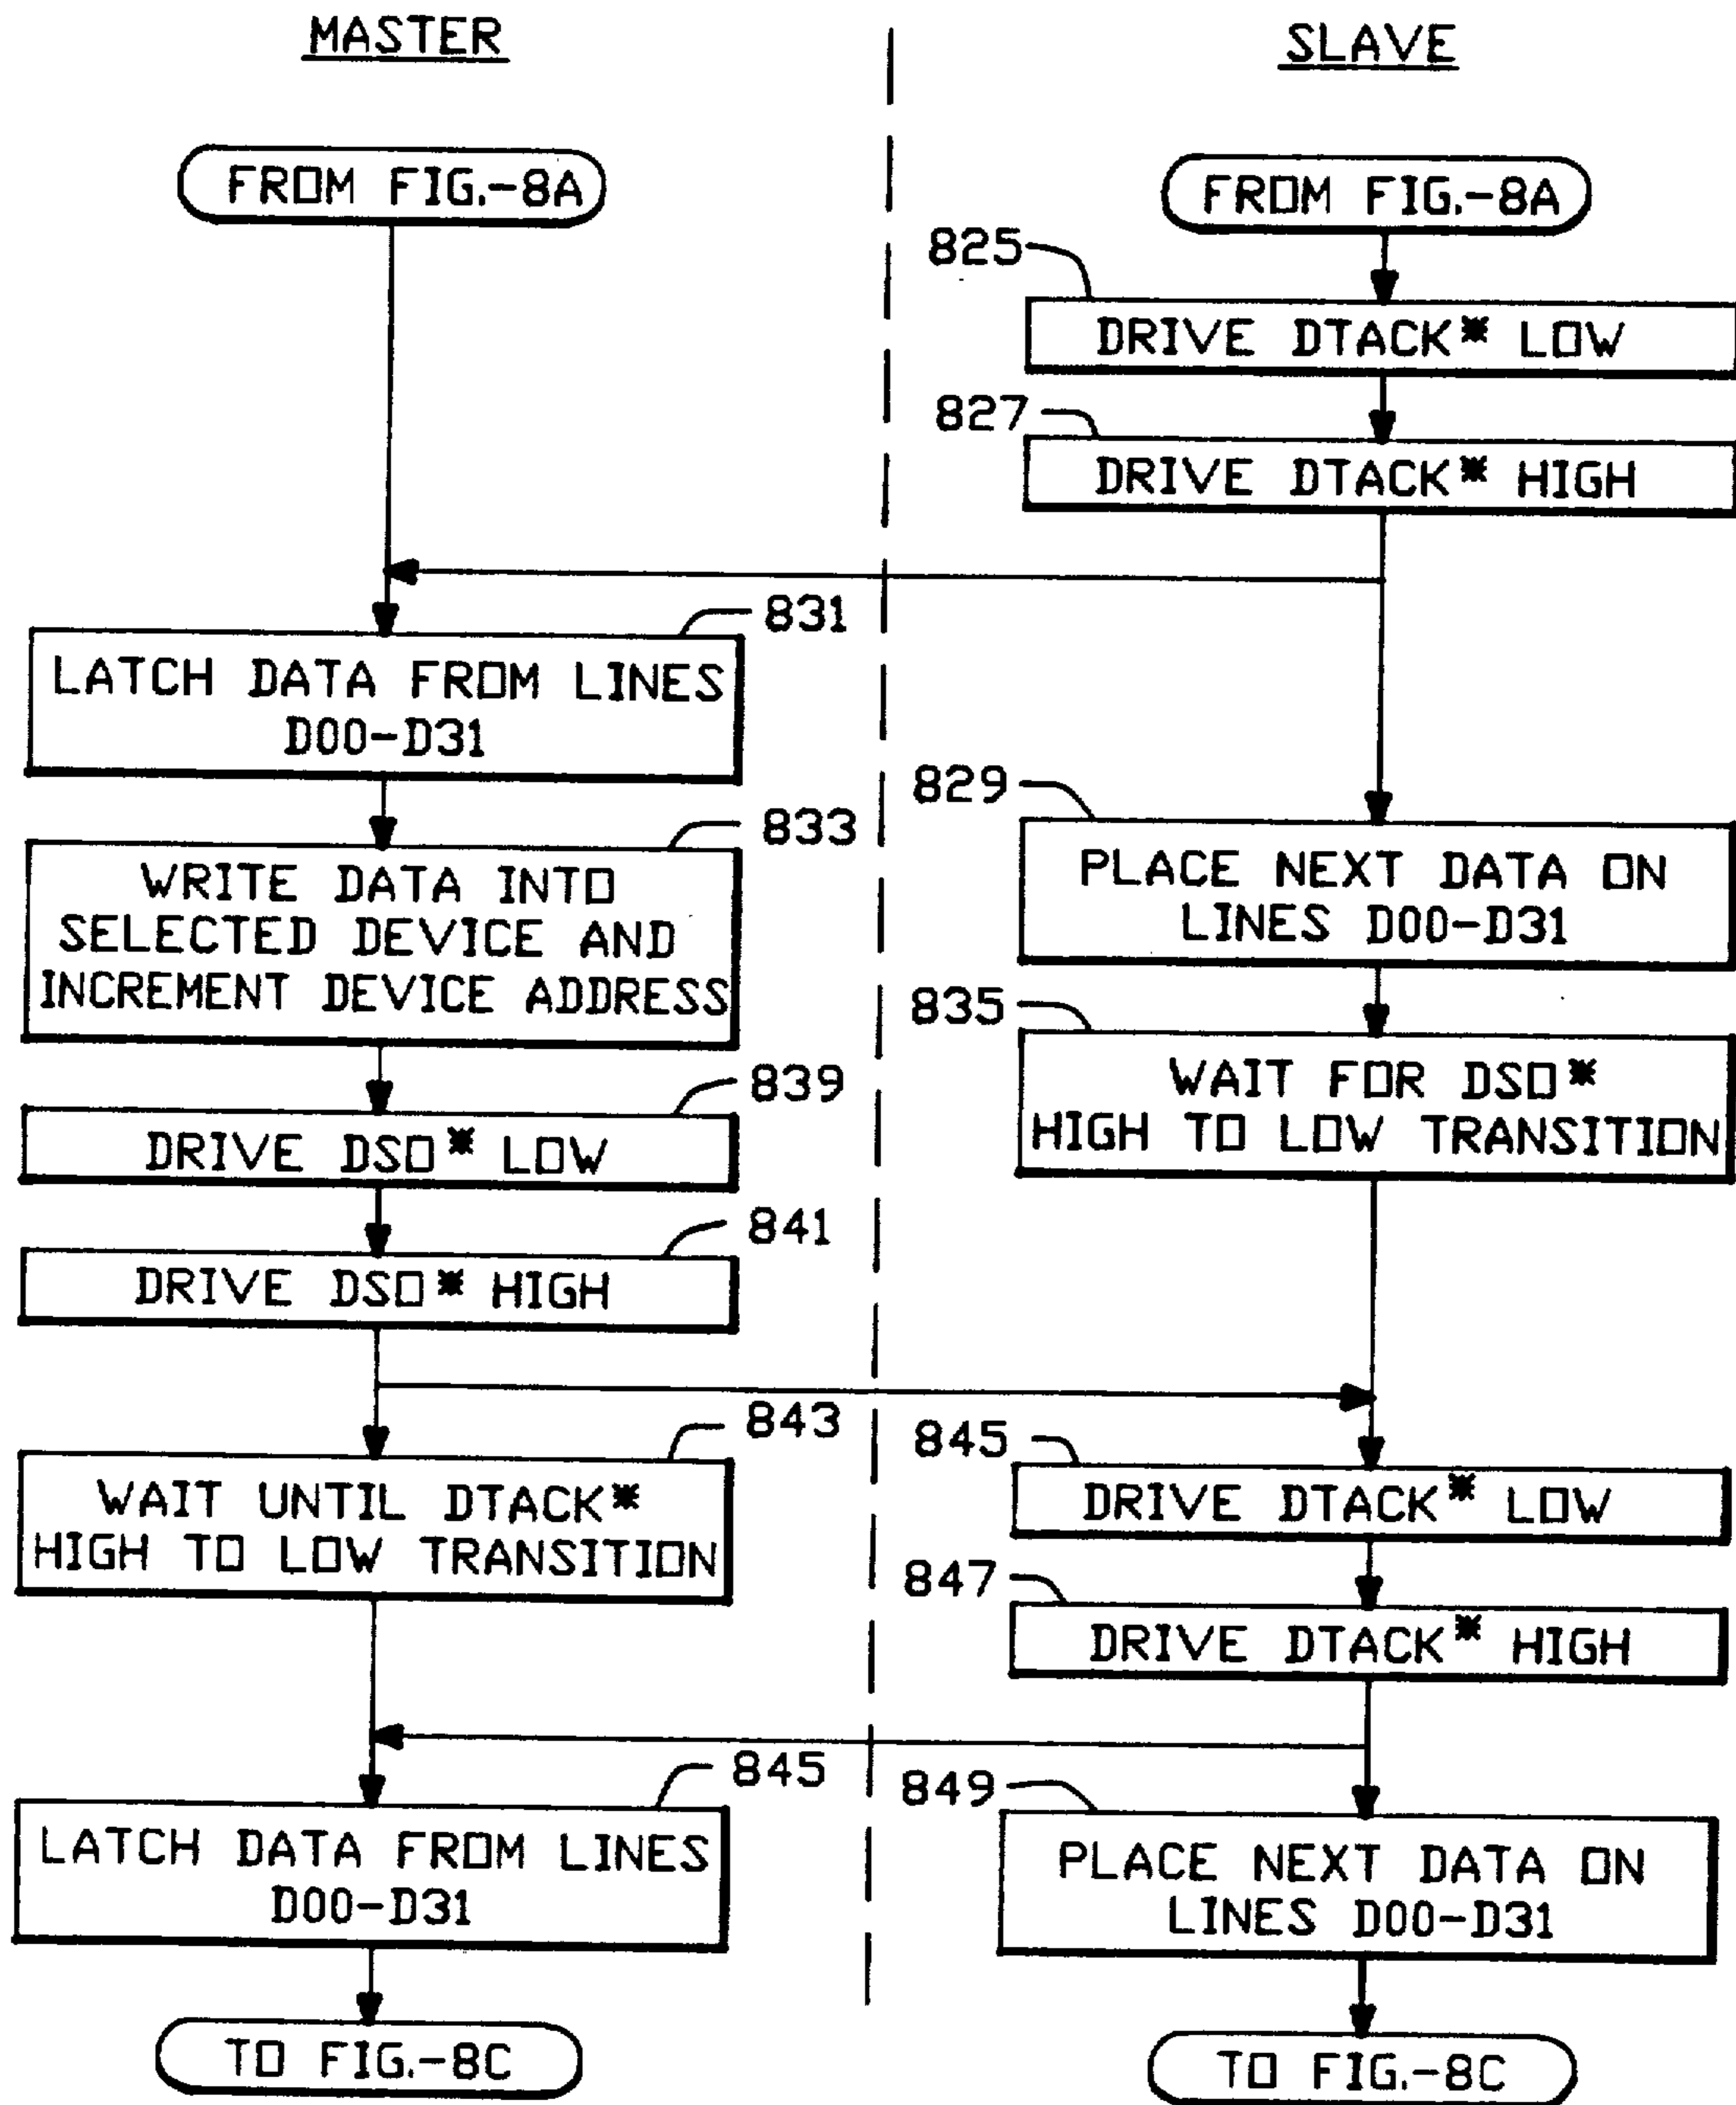 MASTER
SLAVE
FROM FIG.-8A
FROM FIG.-8A
825
DRIVE DTACK* LOW
827
DRIVE DTACK* HIGH
831
LATCH DATA FROM LINES
D00-D31
829
PLACE NEXT DATA ON
LINES D00-D31
833
WRITE DATA INTO
SELECTED DEVICE AND
INCREMENT DEVICE ADDRESS
835
WAIT FOR DSO*
HIGH TO LOW TRANSITION
839
DRIVE DSO* LOW
841
DRIVE DSO* HIGH
843
WAIT UNTIL DTACK*
HIGH TO LOW TRANSITION
845
DRIVE DTACK* LOW
847
DRIVE DTACK* HIGH
845
LATCH DATA FROM LINES
D00-D31
849
PLACE NEXT DATA ON
LINES D00-D31
TO FIG.-8C
TO FIG.-8C